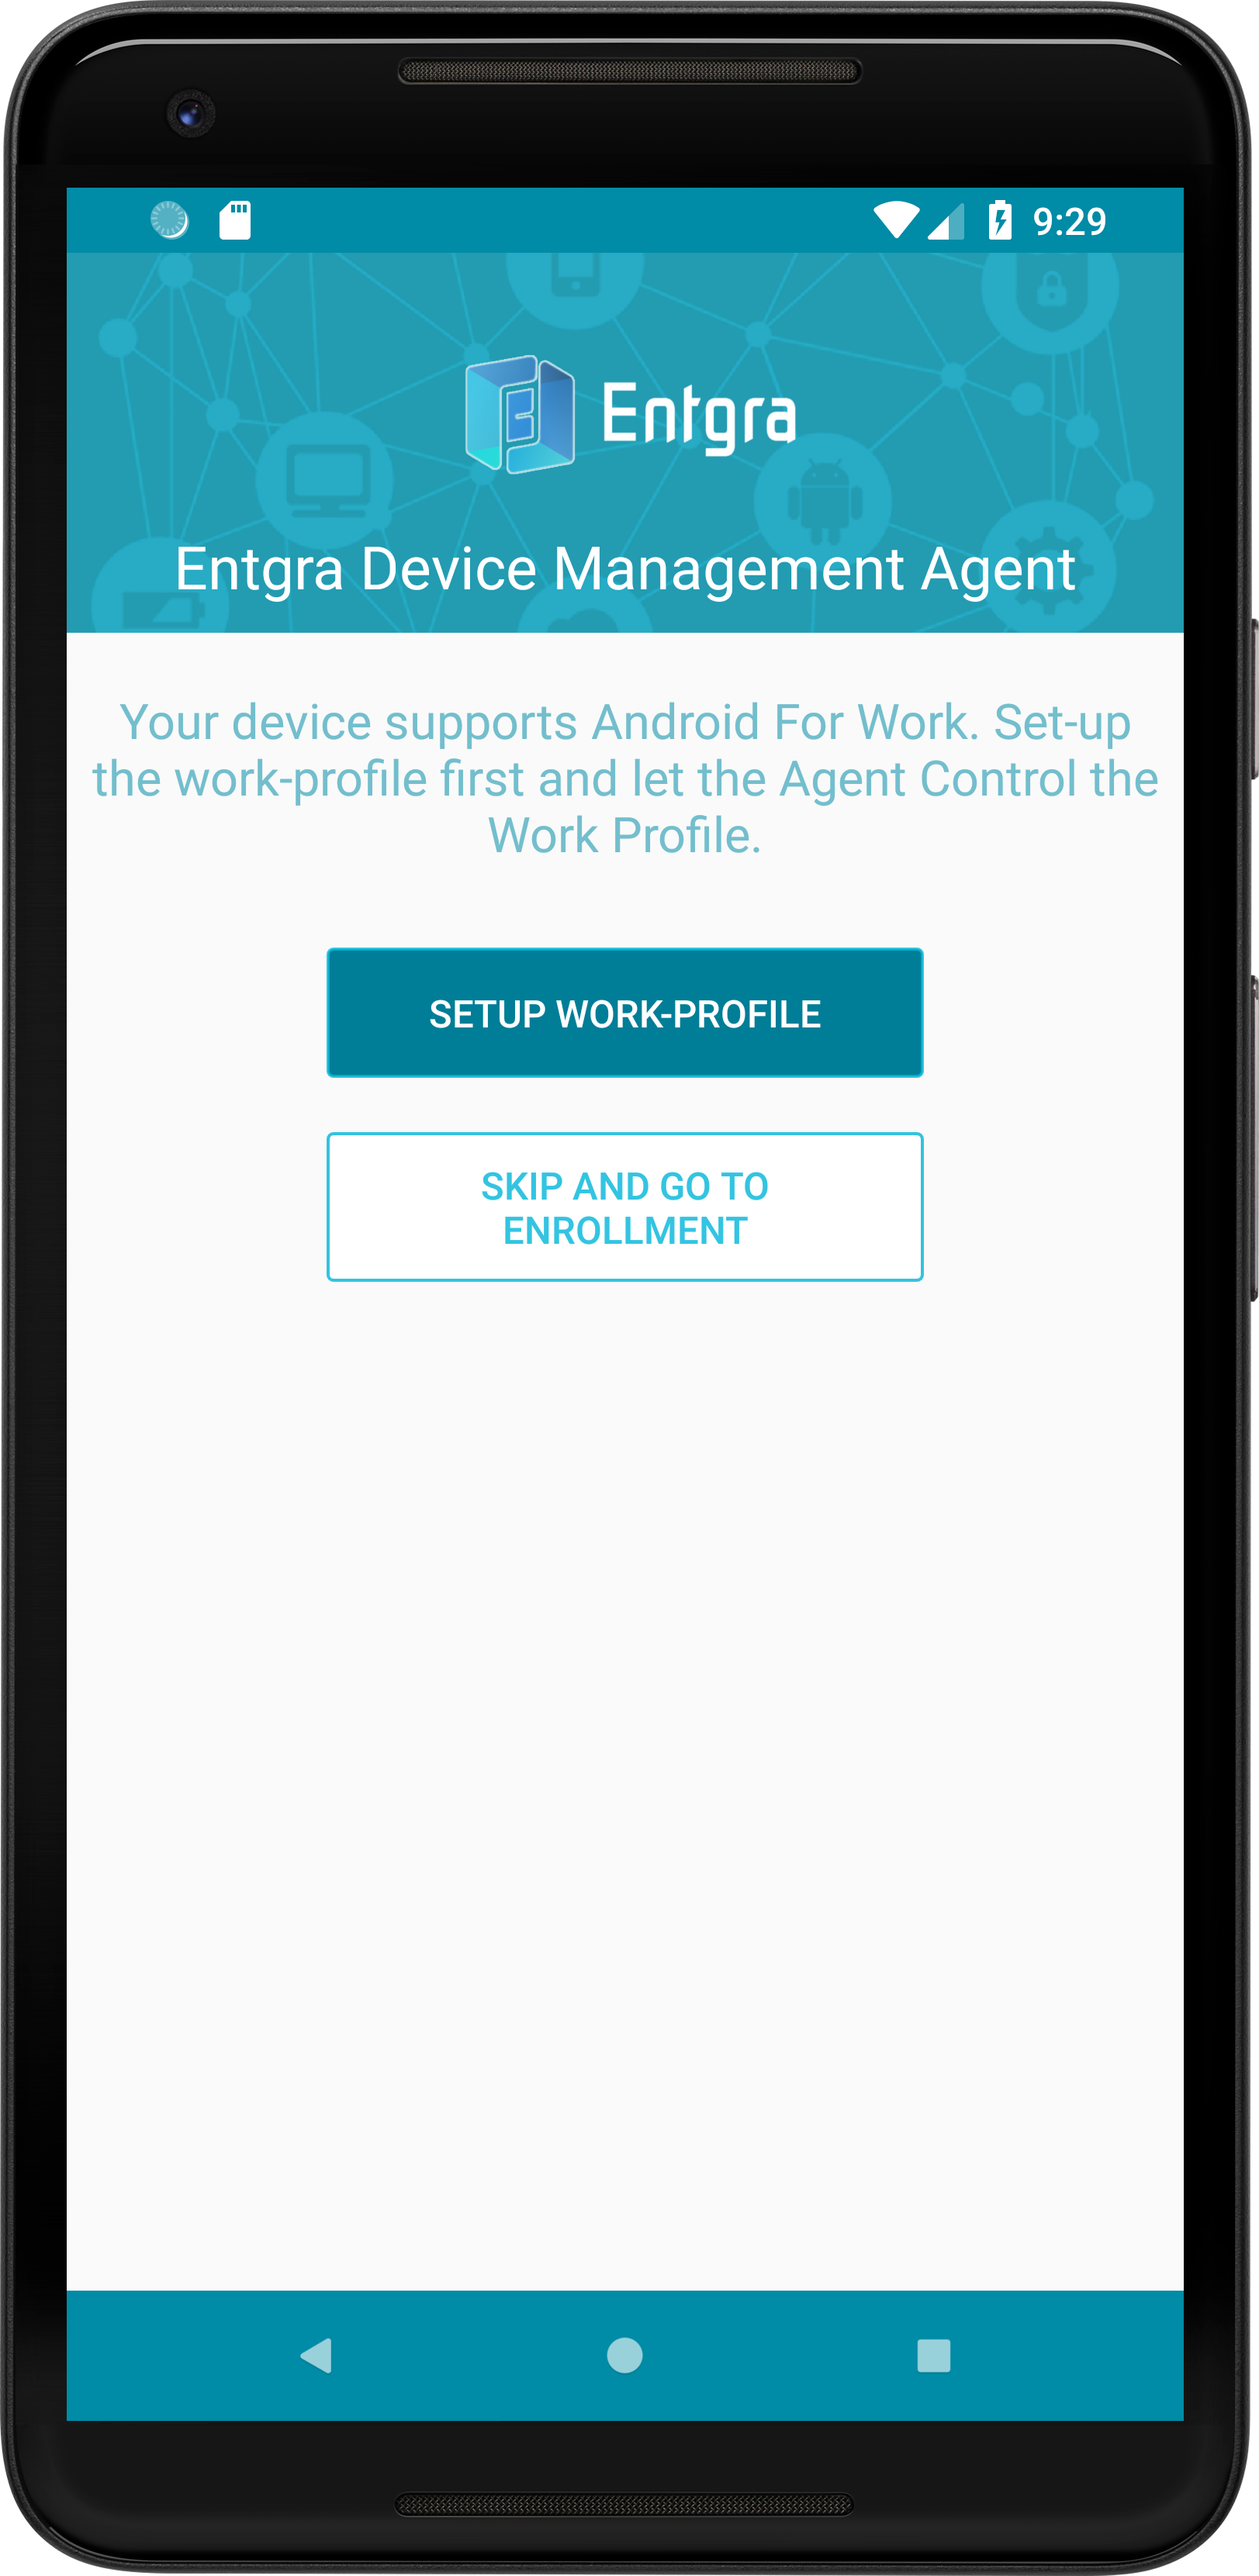 9:29
Entgra
Entgra Device Management Agent
Your device supports Android For Work. Set-up
the work-profile first and let the Agent Control the
Work Profile.
SETUP WORK-PROFILE
SKIP AND GO TO
ENROLLMENT